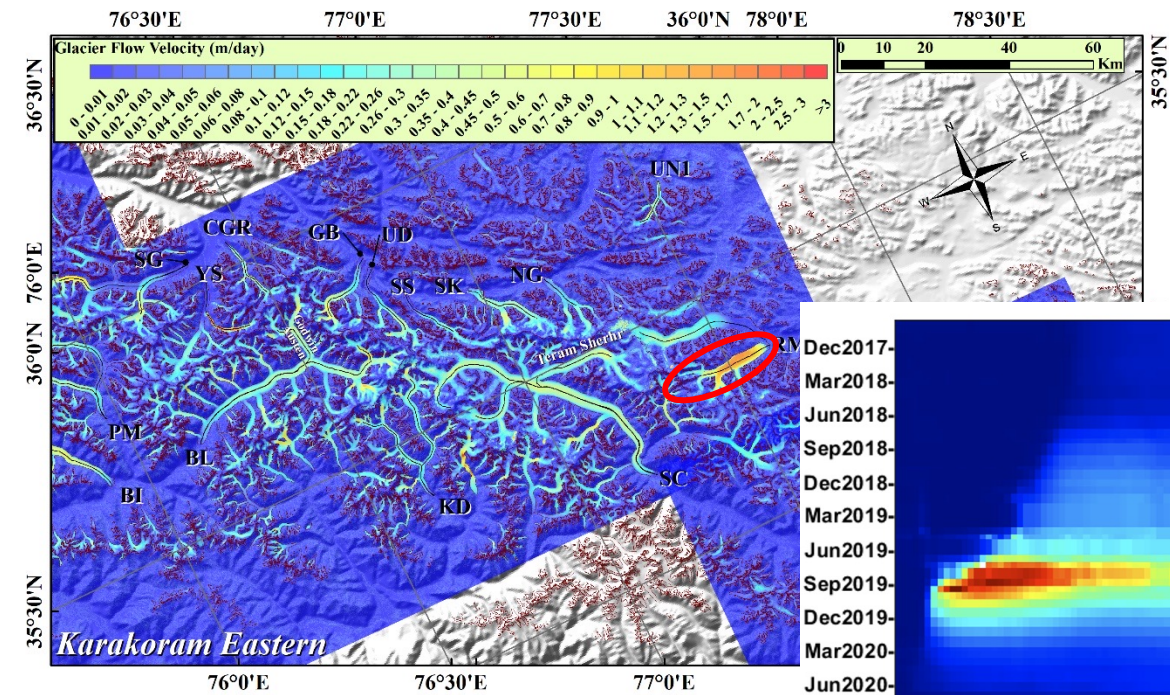 76°30'E 77°0'E 77°30'E 36°0'N 78°0'E 78°30'E
Glacier Flow Velocity (m/day)
0 - 0.01
0.01 - 0.02
0.02 - 0.03
0.03 - 0.04
0.04 - 0.05
0.05 - 0.06
0.06 - 0.08
0.08 - 0.1
0.1 - 0.12
0.12 - 0.15
0.15 - 0.18
0.18 - 0.22
0.22 - 0.26
0.26 - 0.3
0.3 - 0.35
0.35 - 0.4
0.4 - 0.45
0.45 - 0.5
0.5 - 0.6
0.6 - 0.7
0.7 - 0.8
0.8 - 0.9
0.9 - 1
1 - 1.1
1.1 - 1.2
1.2 - 1.3
1.3 - 1.5
1.5 - 1.7
1.7 - 2
2 - 2.5
2.5 - 3
>3
0 10 20 40 60
Km
36°30'N
35°30'N
N
E
W
S
UN1
CGR
GB
UD
SG
YS
SS
SK
NG
76°0'E
Godwin
Austen
Teram Sherhr
RM
36°0'N
PM
BL
BI
KD
SC
35°30'N
Karakoram Eastern
76°0'E 76°30'E 77°0'E
Dec2017
Mar2018
Jun2018
Sep2018
Dec2018
Mar2019
Jun2019
Sep2019
Dec2019
Mar2020
Jun2020